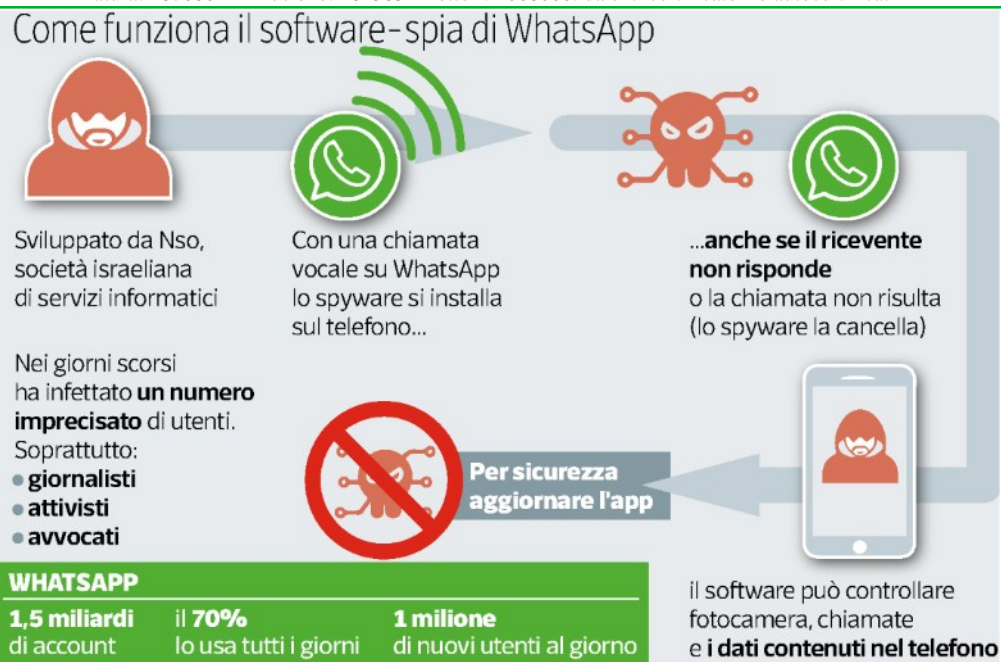 Come funziona il software-spia di WhatsApp
Sviluppato da Nso,
società israeliana
di servizi informatici
Con una chiamata
vocale su WhatsApp
lo spyware si installa
sul telefono...
...anche se il ricevente
non risponde
o la chiamata non risulta
(lo spyware la cancella)
Nei giorni scorsi
ha infettato un numero
imprecisato di utenti.
Soprattutto:
• giornalisti
• attivisti
• avvocati
Per sicurezza
aggiornare l'app
il software può controllare
fotocamera, chiamate
e i dati contenuti nel telefono
WHATSAPP
1,5 miliardi
di account
il 70%
lo usa tutti i giorni
1 milione
di nuovi utenti al giorno